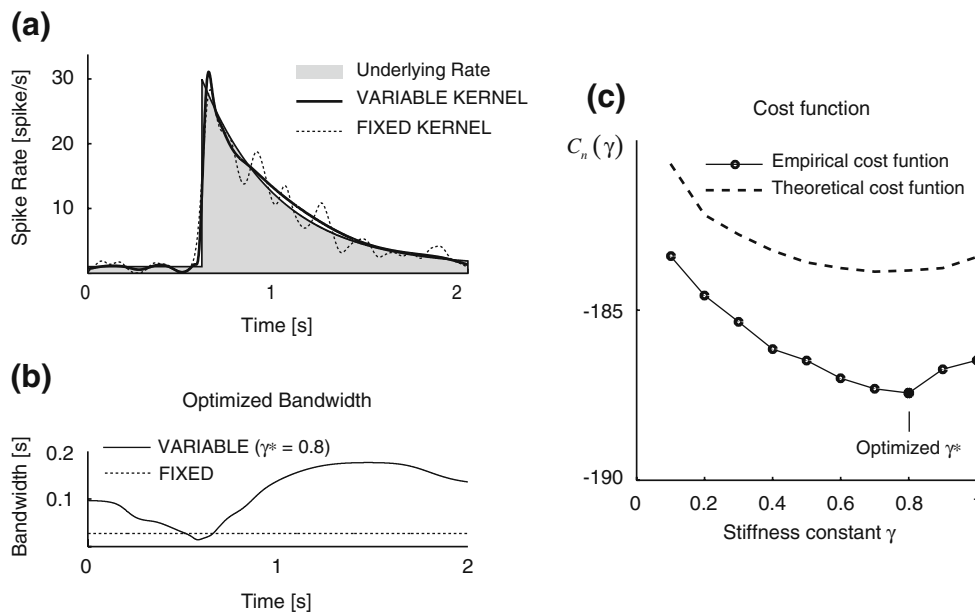 (a)
Spike Rate [spike/s]
30
20
10
Underlying Rate
VARIABLE KERNEL
FIXED KERNEL
0
1
2
Time [s]
(b)
Optimized Bandwidth
Bandwidth [s]
0.2
0.1
VARIABLE (γ* = 0.8)
FIXED
0
1
2
Time [s]
(c)
Cost function
Cn(γ)
Empirical cost funtion
Theoretical cost funtion
-185
-190
Optimized γ*
0
0.2
0.4
0.6
0.8
1
Stiffness constant γ